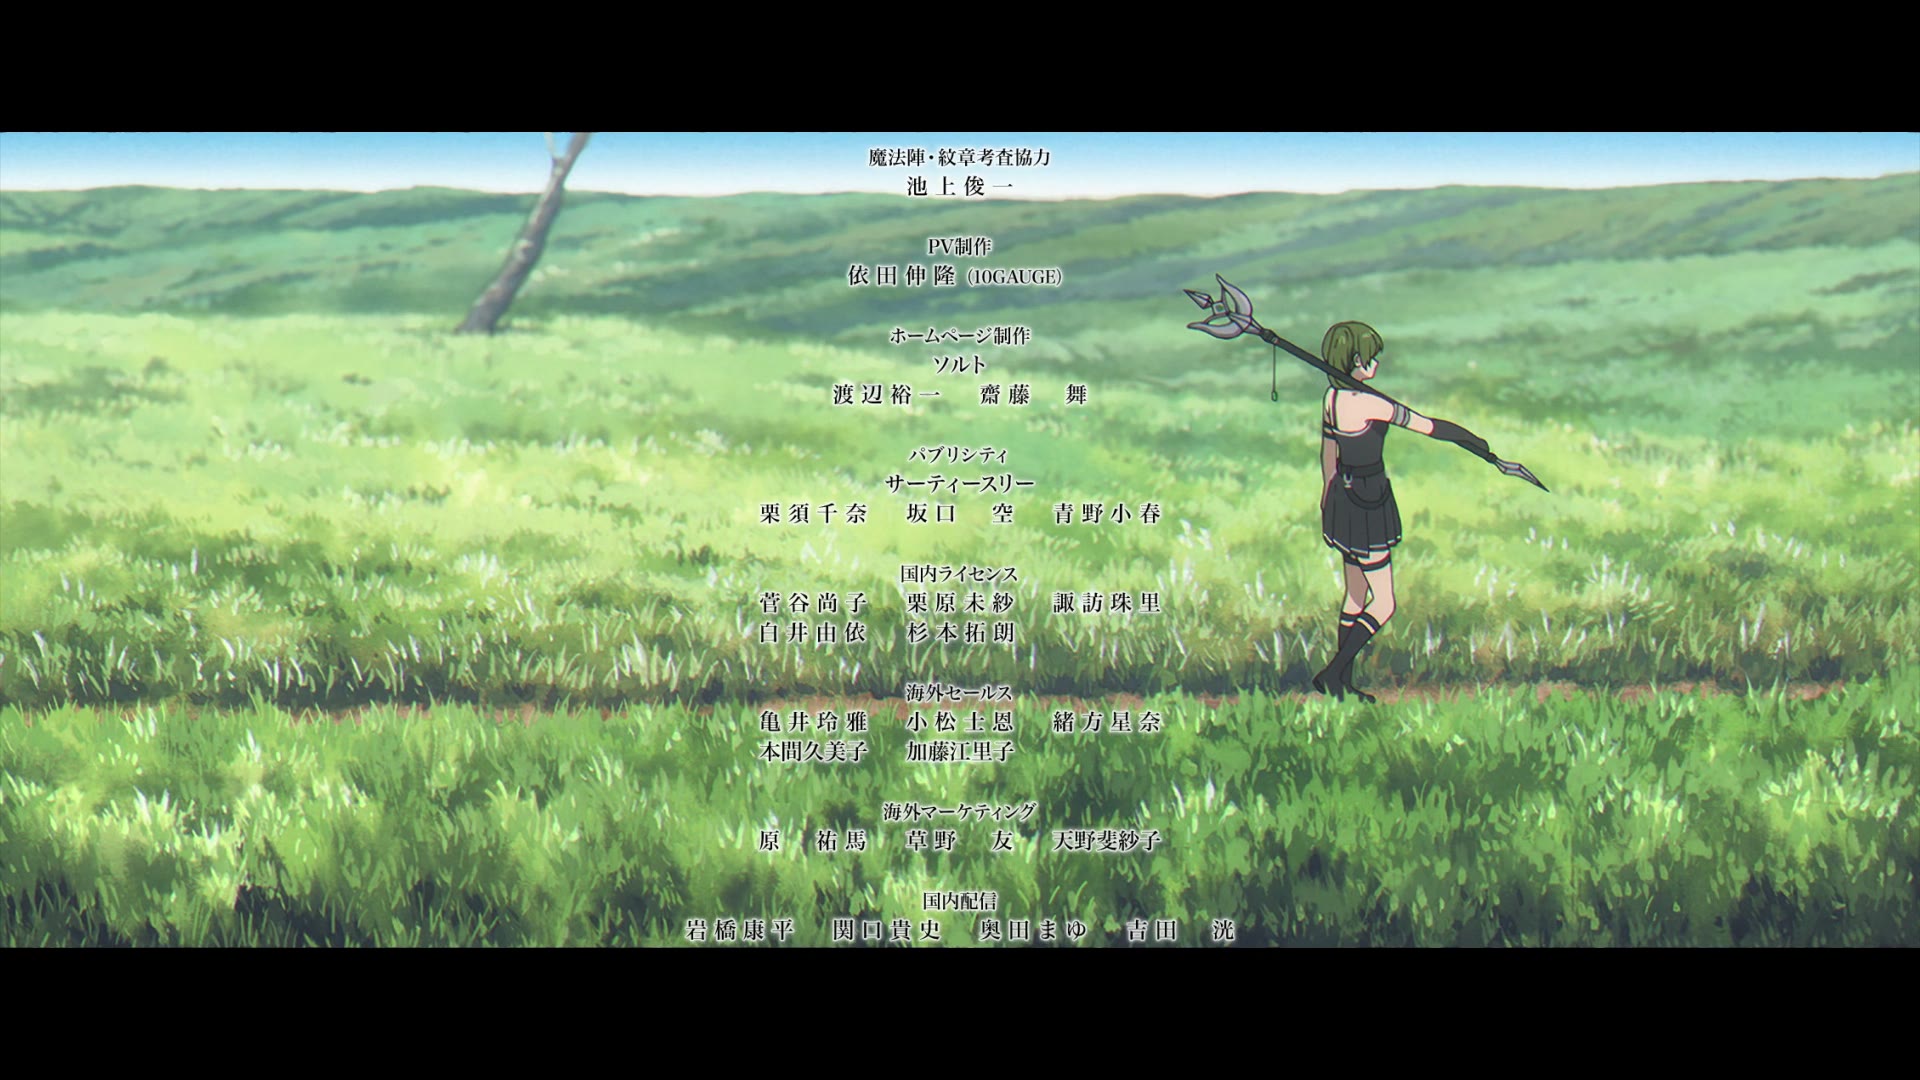 魔法陣・紋章考査協力
池上俊一
PV制作
依田伸隆 (10GAUGE)
ホームページ制作
ソルト
渡辺裕一 齋藤 舞
パブリシティ
サーティースリー
栗須千奈 坂口 空 青野小春
国内ライセンス
菅谷尚子 栗原未紗 諏訪珠里
白井由依 杉本拓朗
海外セールス
亀井玲雅 小松士恩 緒方星奈
本間久美子 加藤江里子
海外マーケティング
原 祐馬 草野 友 天野斐紗子
国内配信
岩橋康平 関口貴史 奥田まゆ 吉田 洸